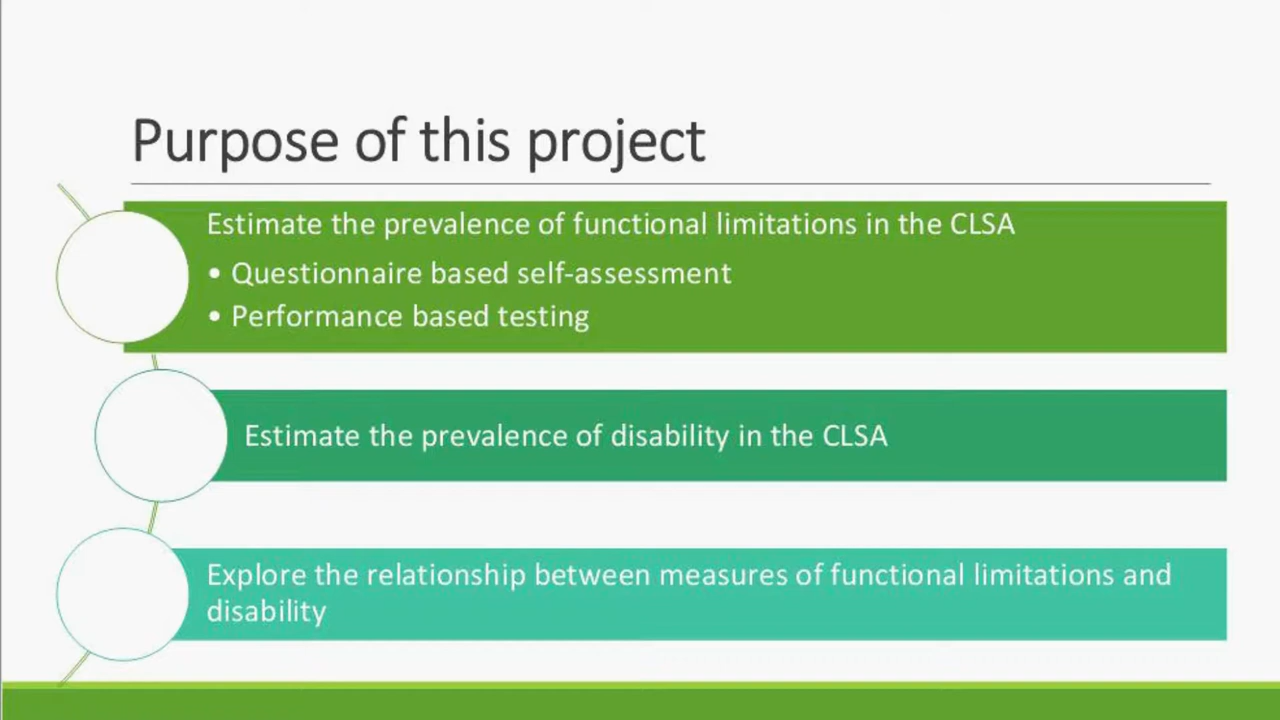 Purpose of this project
Estimate the prevalence of functional limitations in the CLSA
• Questionnaire based self-assessment
• Performance based testing
Estimate the prevalence of disability in the CLSA
Explore the relationship between measures of functional limitations and
disability